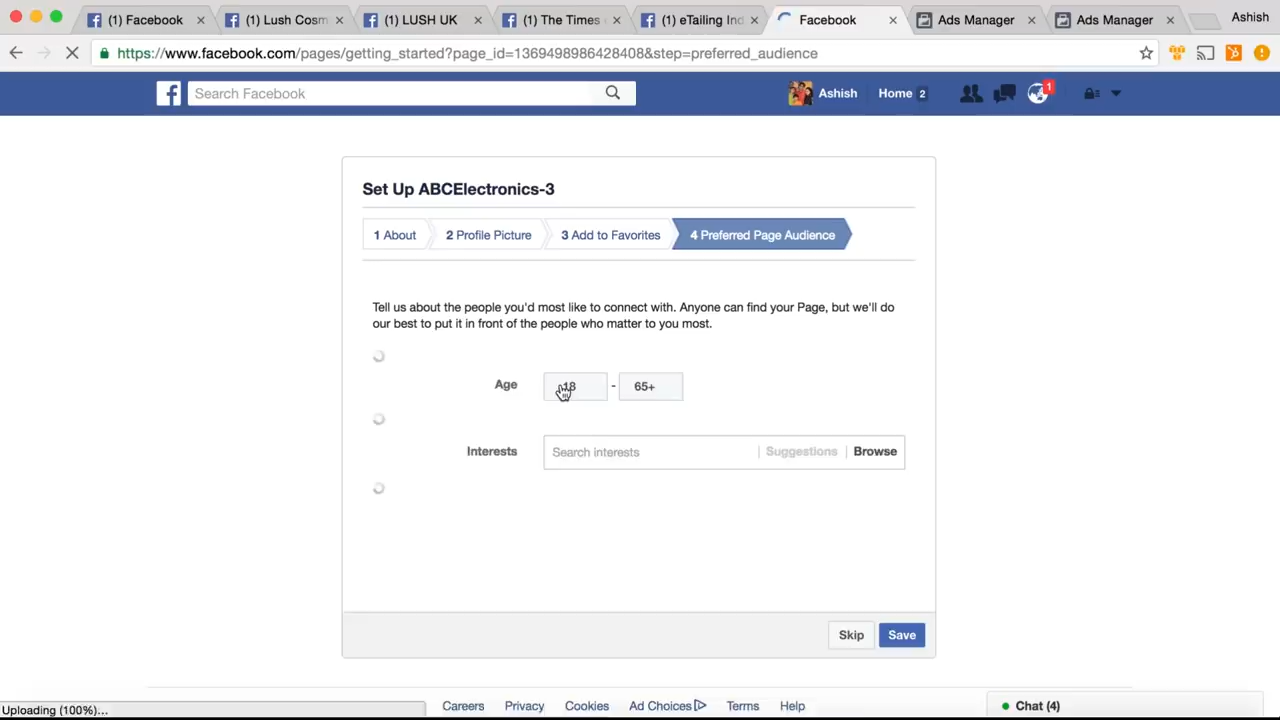 (1) Facebook
(1) Lush Cosm
(1) LUSH UK
(1) The Times
(1) eTailing Ind
Facebook
Ads Manager
Ads Manager
Ashish
https://www.facebook.com/pages/getting_started?page_id=1369498986428408&step=preferred_audience
Search Facebook
Ashish
Home 2
1
Set Up ABCElectronics-3
1 About
2 Profile Picture
3 Add to Favorites
4 Preferred Page Audience
Tell us about the people you'd most like to connect with. Anyone can find your Page, but we'll do
our best to put it in front of the people who matter to you most.
Age
18 - 65+
Interests
Search interests
Suggestions
Browse
Skip
Save
Uploading (100%)...
Careers
Privacy
Cookies
Ad Choices
Terms
Help
Chat (4)